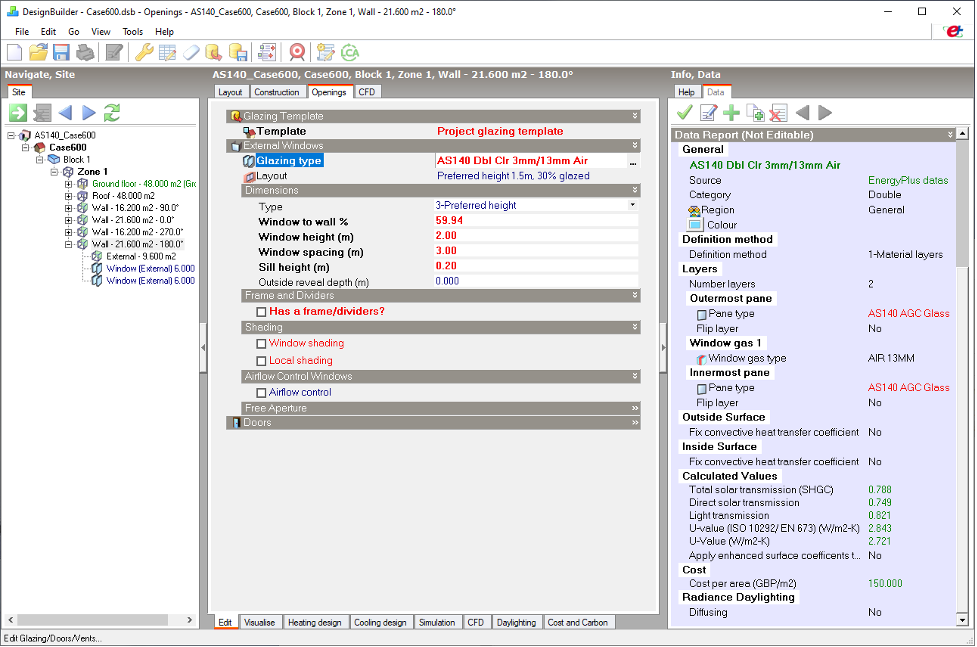 DesignBuilder - Case600.dsb - Openings - AS140_Case600, Case600, Block 1, Zone 1, Wall - 21.600 m2 - 180.0°
File Edit Go View Tools Help
Navigate, Site
Site
AS140_Case600
Case600
Block 1
Zone 1
Ground floor - 48.000 m2 (Gro
Roof - 48.000 m2
Wall - 16.200 m2 - 90.0°
Wall - 21.600 m2 - 0.0°
Wall - 16.200 m2 - 270.0°
Wall - 21.600 m2 - 180.0°
External - 9.600 m2
Window (External) 6.000
Window (External) 6.000
AS140_Case600, Case600, Block 1, Zone 1, Wall - 21.600 m2 - 180.0°
Layout Construction Openings CFD
Glazing Template
Template Project glazing template
External Windows
Glazing type AS140 Dbl Clr 3mm/13mm Air ...
Layout Preferred height 1.5m, 30% glazed
Dimensions
Type 3-Preferred height
Window to wall % 59.94
Window height (m) 2.00
Window spacing (m) 3.00
Sill height (m) 0.20
Outside reveal depth (m) 0.000
Frame and Dividers
Has a frame/dividers?
Shading
Window shading
Local shading
Airflow Control Windows
Airflow control
Free Aperture
Doors
Edit Visualise Heating design Cooling design Simulation CFD Daylighting Cost and Carbon
Info, Data
Help Data
Data Report (Not Editable)
General
AS140 Dbl Clr 3mm/13mm Air
Source EnergyPlus datas
Category Double
Region General
Colour
Definition method
Definition method 1-Material layers
Layers
Number layers 2
Outermost pane
Pane type AS140 AGC Glass
Flip layer No
Window gas 1
Window gas type AIR 13MM
Innermost pane
Pane type AS140 AGC Glass
Flip layer No
Outside Surface
Fix convective heat transfer coefficient No
Inside Surface
Fix convective heat transfer coefficient No
Calculated Values
Total solar transmission (SHGC) 0.788
Direct solar transmission 0.749
Light transmission 0.821
U-value (ISO 10292/ EN 673) (W/m2-K) 2.843
U-Value (W/m2-K) 2.721
Apply enhanced surface coefficents t... No
Cost
Cost per area (GBP/m2) 150.000
Radiance Daylighting
Diffusing No
Edit Glazing/Doors/Vents...